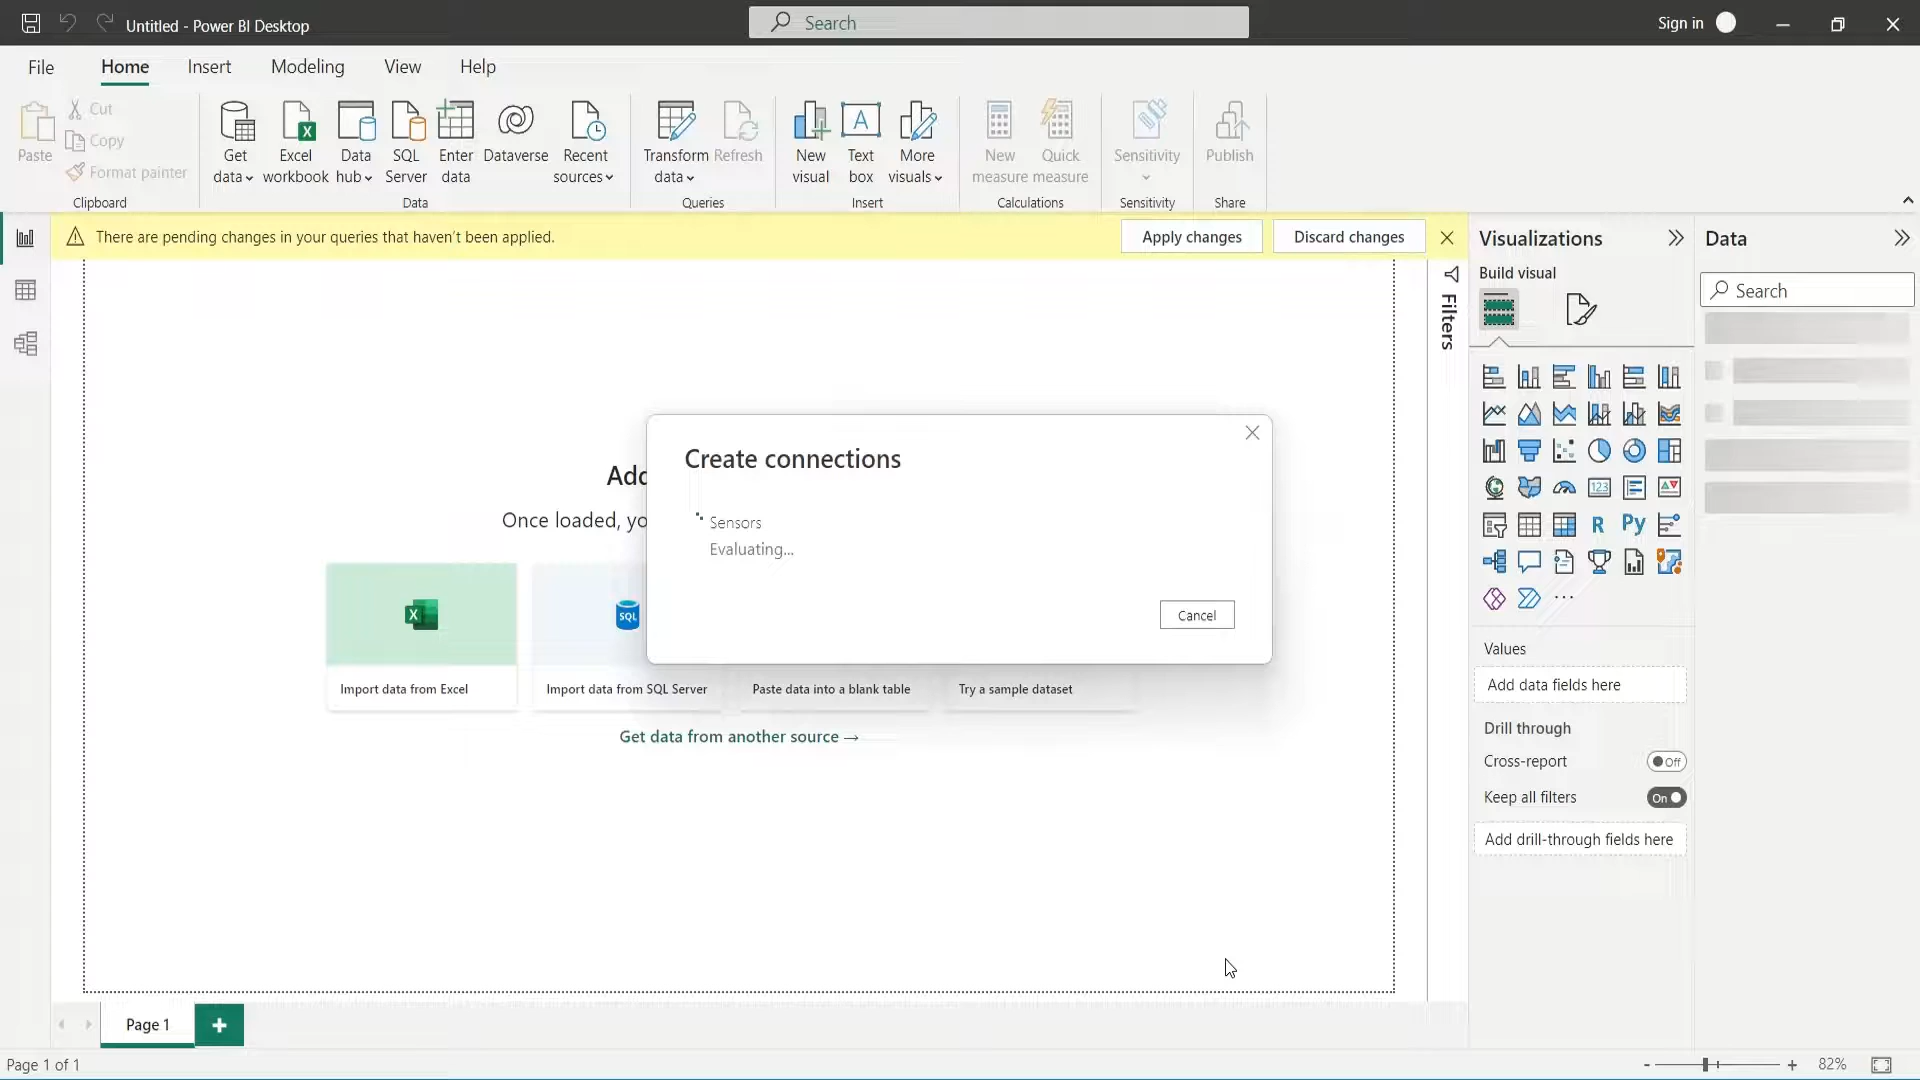 Untitled - Power BI Desktop
Search
Sign in
File
Home
Insert
Modeling
View
Help
Paste
Cut
Copy
Format painter
Clipboard
Get data
Excel workbook
Data hub
SQL Server
Enter data
Dataverse
Recent sources
Data
Transform data
Refresh
Queries
New visual
A
Text box
More visuals
Insert
New measure
Quick measure
Calculations
Sensitivity
Sensitivity
Publish
Share
There are pending changes in your queries that haven't been applied.
Apply changes
Discard changes
Filters
Add
Once loaded, yo
Create connections
Sensors
Evaluating...
Cancel
X
SQL
Import data from Excel
Import data from SQL Server
Paste data into a blank table
Try a sample dataset
Get data from another source →
Visualizations
Build visual
123
R
Py
Values
Add data fields here
Drill through
Cross-report
Off
Keep all filters
On
Add drill-through fields here
Data
Search
Page 1
Page 1 of 1
- +
82%